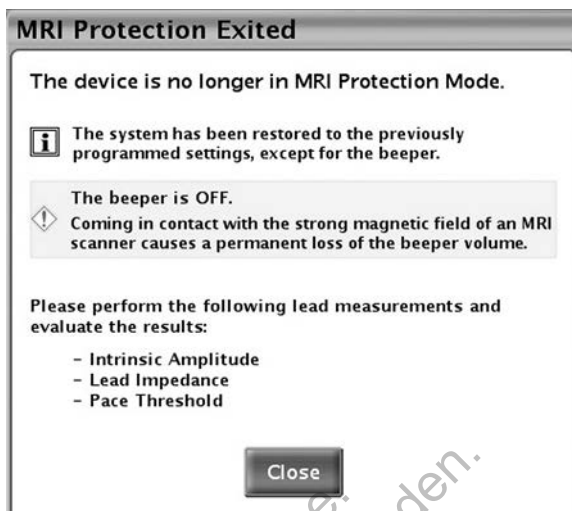 MRI Protection Exited
The device is no longer in MRI Protection Mode.
The system has been restored to the previously
programmed settings, except for the beeper.
The beeper is OFF.
Coming in contact with the strong magnetic field of an MRI
scanner causes a permanent loss of the beeper volume.
Please perform the following lead measurements and
evaluate the results:
– Intrinsic Amplitude
– Lead Impedance
– Pace Threshold
Close